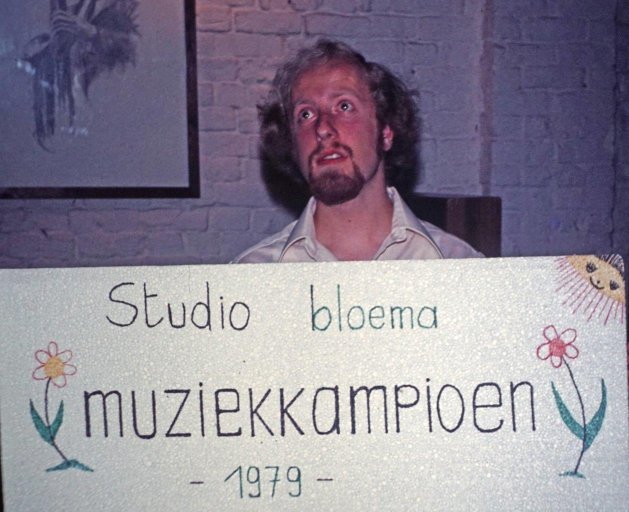 Studio bloema
muziekkampioen
- 1979 -